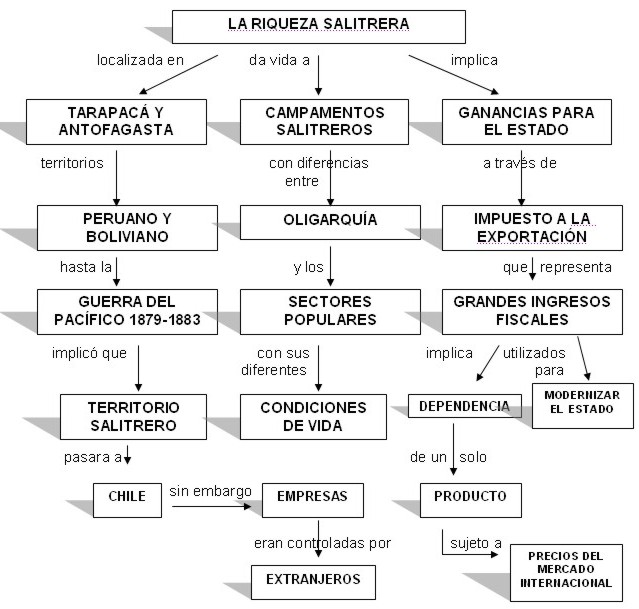 LA RIQUEZA SALITRERA
localizada en
da vida a
implica
TARAPACÁ Y
ANTOFAGASTA
CAMPAMENTOS
SALITREROS
GANANCIAS PARA
EL ESTADO
territorios
con diferencias
entre
a través de
PERUANO Y
BOLIVIANO
OLIGARQUÍA
IMPUESTO A LA
EXPORTACIÓN
hasta la
y los
que representa
GUERRA DEL
PACÍFICO 1879-1883
SECTORES
POPULARES
GRANDES INGRESOS
FISCALES
implicó que
con sus
diferentes
implica
utilizados
para
TERRITORIO
SALITRERO
CONDICIONES
DE VIDA
DEPENDENCIA
MODERNIZAR
EL ESTADO
pasara a
de un solo
CHILE
sin embargo
EMPRESAS
PRODUCTO
eran controladas por
sujeto a
EXTRANJEROS
PRECIOS DEL
MERCADO
INTERNACIONAL